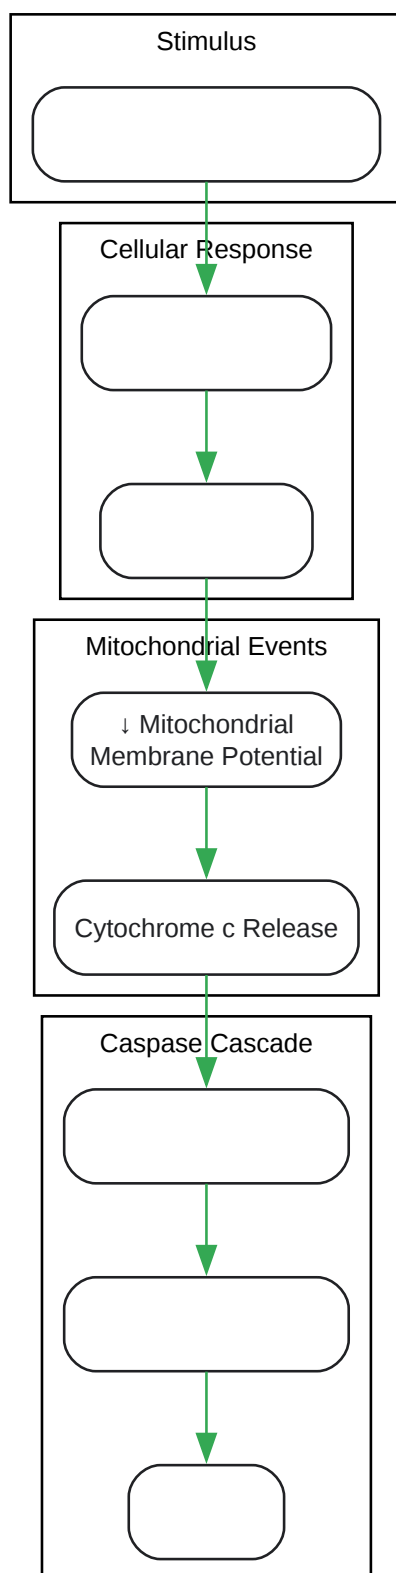 Stimulus
Cellular Response
Mitochondrial Events
↓ Mitochondrial
Membrane Potential
Cytochrome c Release
Caspase Cascade